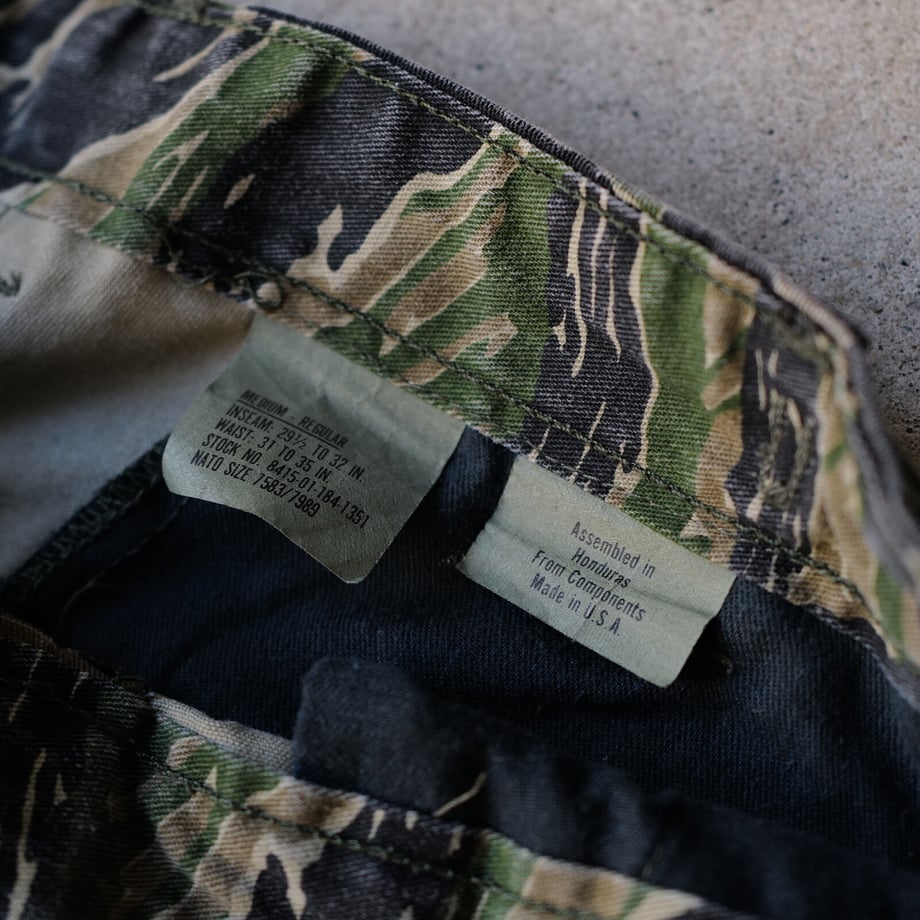 MEDIUM - REGULAR
INSEAM: 29½ TO 32 IN.
WAIST: 31 TO 35 IN.
STOCK NO. 8415-01-184-1351
NATO SIZE 7583/7989
Assembled in
Honduras
From Components
Made in U.S.A.